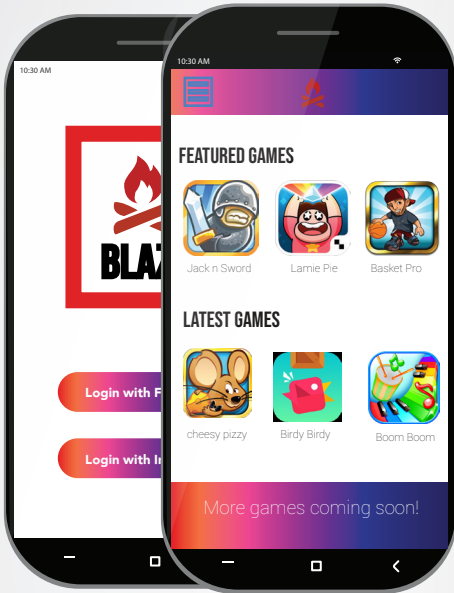 10:30 AM
BLAZ
Login with F
Login with I
10:30 AM
FEATURED GAMES
Jack n Sword
Lamie Pie
Basket Pro
LATEST GAMES
cheesy pizzy
Birdy Birdy
Boom Boom
More games coming soon!